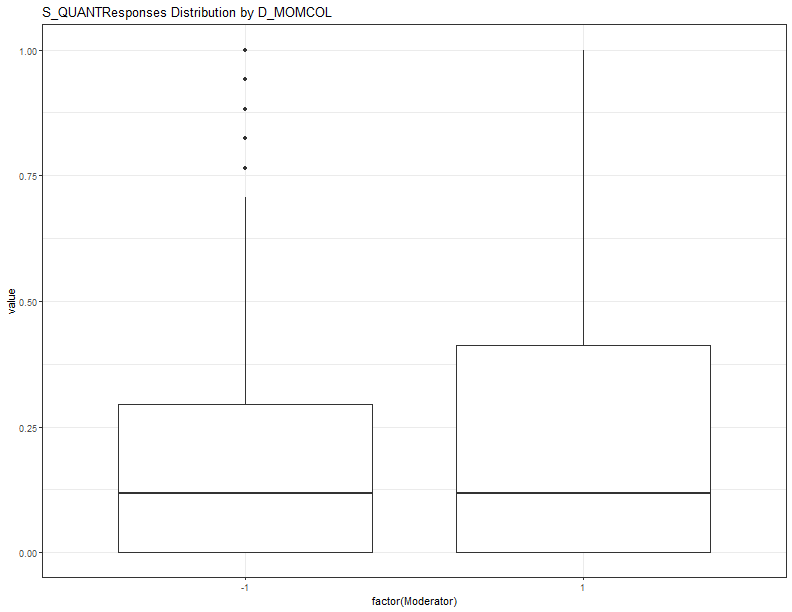 S_QUANTResponses Distribution by D_MOMCOL
1.00
0.75
0.50
0.25
0.00
value
-1 1
factor(Moderator)